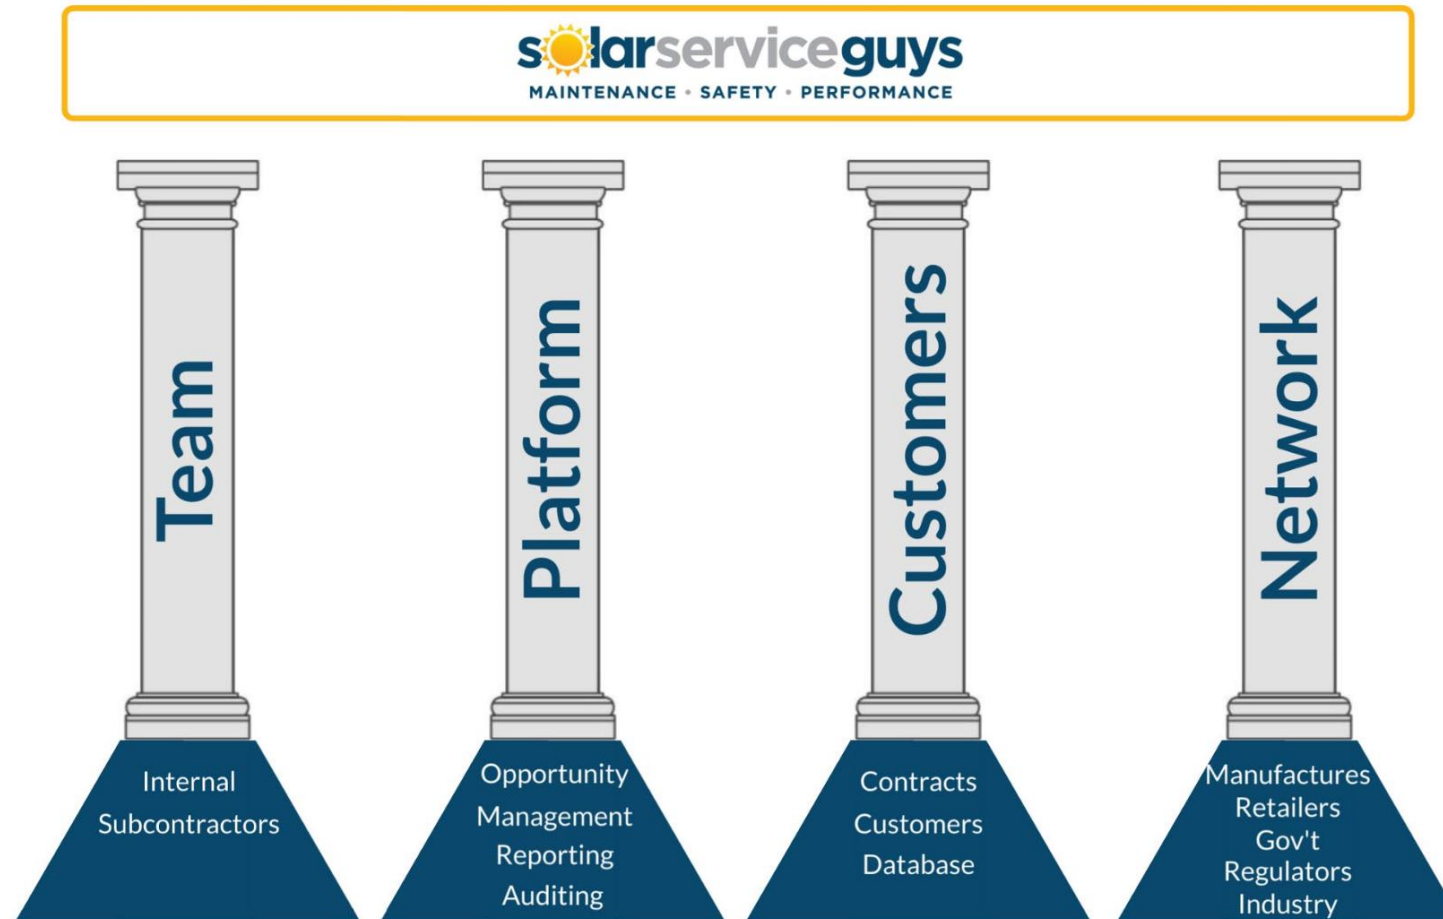 solarserviceguys
MAINTENANCE • SAFETY • PERFORMANCE
Team
Platform
Customers
Network
Internal
Subcontractors
Opportunity
Management
Reporting
Auditing
Contracts
Customers
Database
Manufactures
Retailers
Gov't
Regulators
Industry